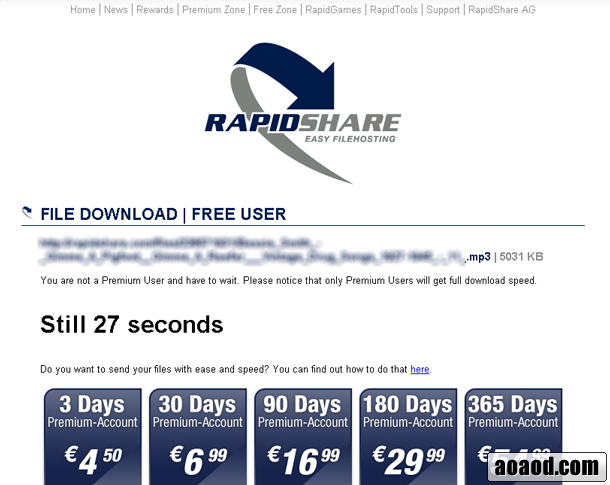 Home | News | Rewards | Premium Zone | Free Zone | RapidGames | RapidTools | Support | RapidShare AG
RAPIDSHARE
EASY FILEHOSTING
FILE DOWNLOAD | FREE USER
.mp3 | 5031 KB
You are not a Premium User and have to wait. Please notice that only Premium Users will get full download speed.
Still 27 seconds
Do you want to send your files with ease and speed? You can find out how to do that here.
3 Days 30 Days 90 Days 180 Days 365 Days
Premium-Account Premium-Account Premium-Account Premium-Account Premium-Account
€4 50 €6 99 €16 99 €29 99 €
aoaod.com